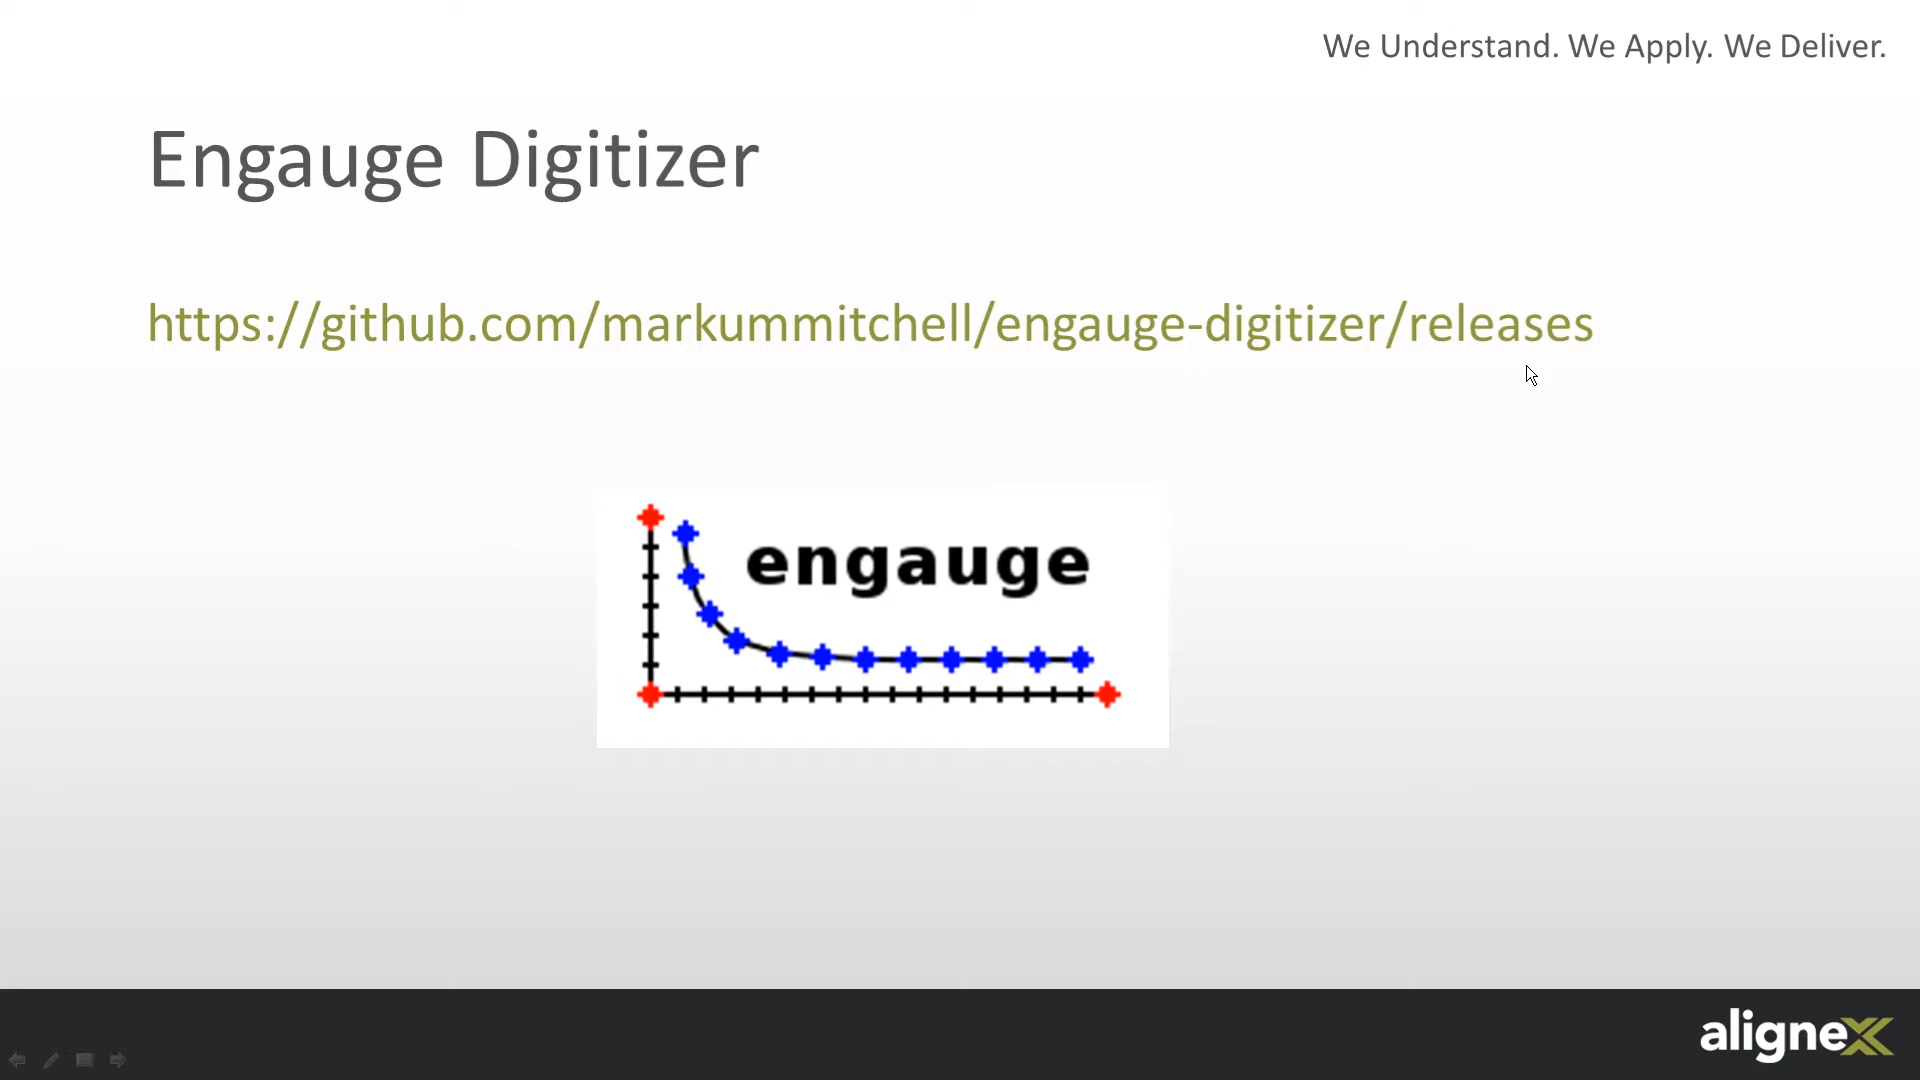 We Understand. We Apply. We Deliver.
Engauge Digitizer
https://github.com/markummitchell/engauge-digitizer/releases
engauge
alignex